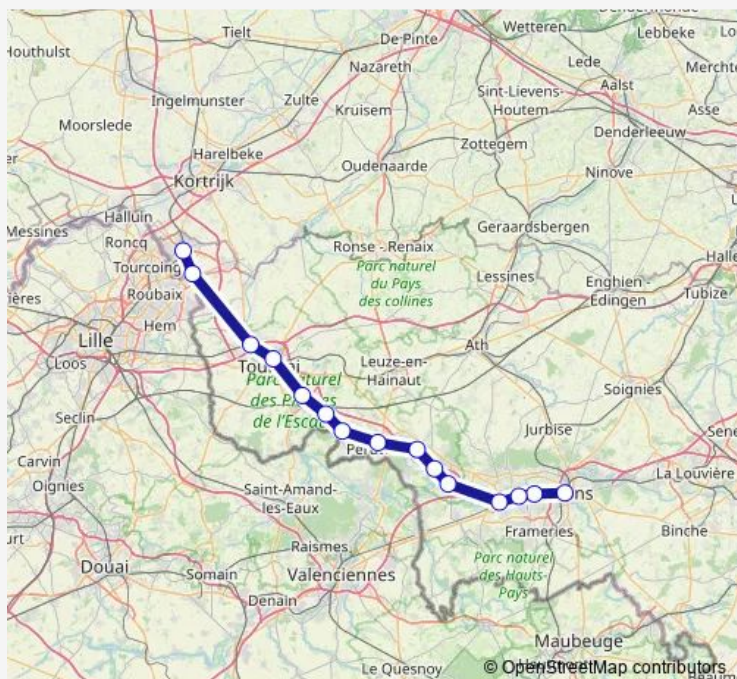 Tielt
De Pinte
Wetteren
Lebbeke
Houthulst
Nazareth
Lede
Merchte
Ingelmunster
Zulte
Kruisem
Sint-Lievens-
Houtem
Aalst
Asse
Moorslede
Denderleeuw
Harelbeke
Zottegem
Kortrijk
Oudenaarde
Ninove
Halluin
Messines
Geraardsbergen
Roncq
Ronse - Renaix
Tourcoing
Parc naturel
du Pays
des collines
Lessines
Enghien -
Edingen
Halle
Roubaix
Tubize
Hem
Lille
Ath
Loos
Leuze-en-
Hainaut
Parc naturel
de l'Esca
Soignies
Seclin
Jurbise
Carvin
Oignies
Saint-Amand-
les-Eaux
La Louvière
Frameries
Binche
Raismes
Parc naturel
des Hauts-
Pays
Douai
Somain
Valenciennes
Denain
Maubeuge
Le Quesnoy
© OpenStreetMap contributors